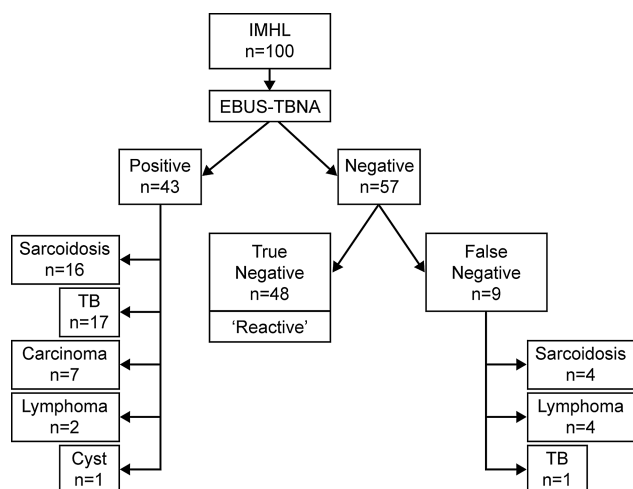 IMHL
n=100
EBUS-TBNA
Positive
n=43
Negative
n=57
Sarcoidosis
n=16
TB
n=17
Carcinoma
n=7
Lymphoma
n=2
Cyst
n=1
True
Negative
n=48
‘Reactive’
False
Negative
n=9
Sarcoidosis
n=4
Lymphoma
n=4
TB
n=1